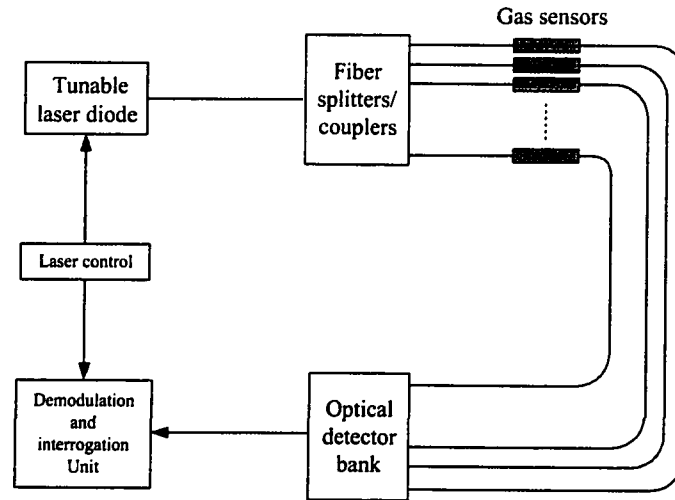 Gas sensors
Tunable
laser diode
Fiber
splitters/
couplers
Laser control
Demodulation
and
interrogation
Unit
Optical
detector
bank